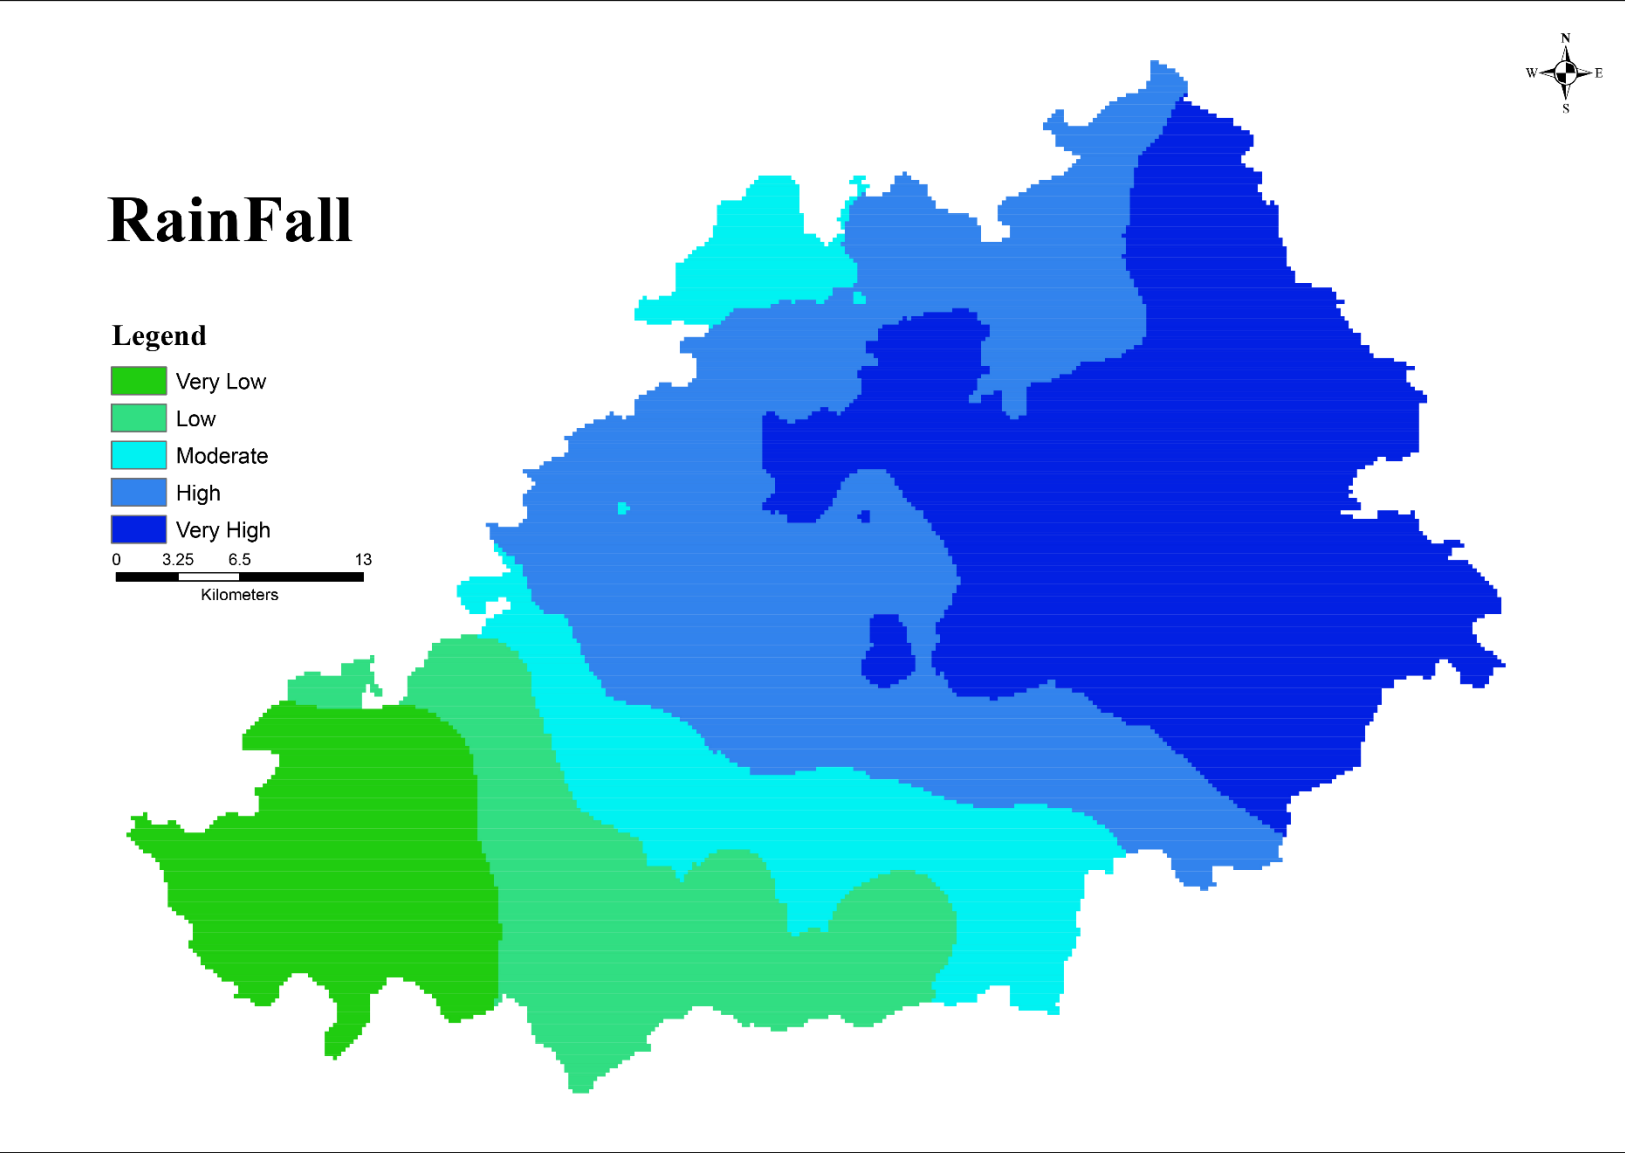 N
W E
S
RainFall
Legend
Very Low
Low
Moderate
High
Very High
0 3.25 6.5 13
Kilometers